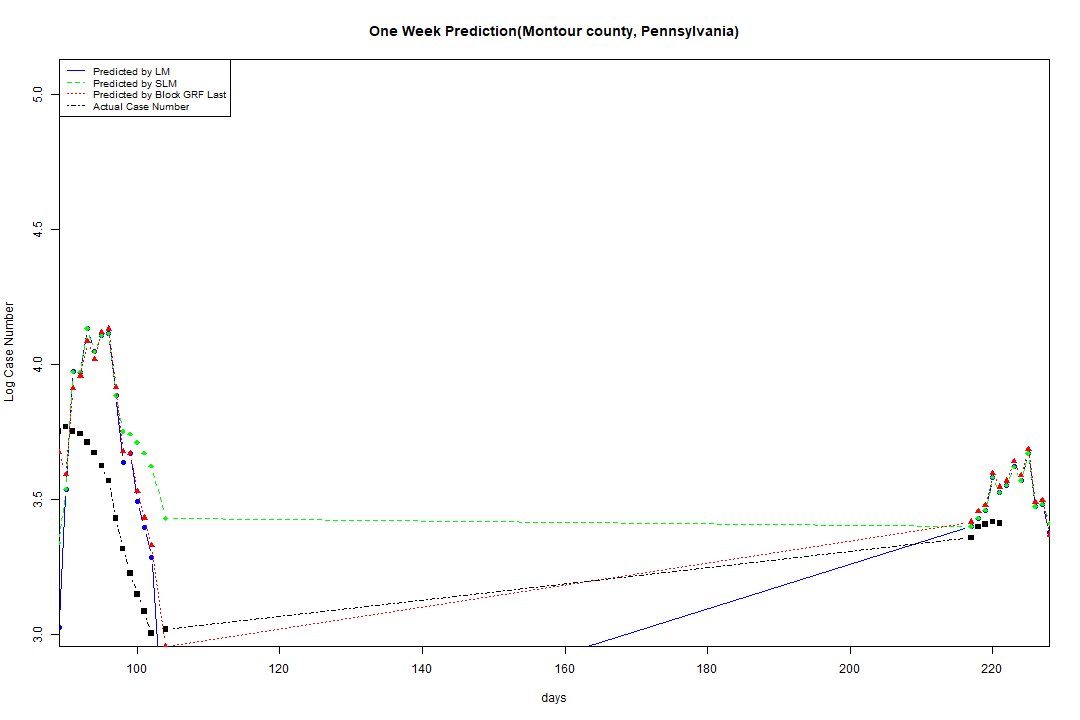 One Week Prediction(Montour county, Pennsylvania)
Predicted by LM
Predicted by SLM
Predicted by Block GRF Last
Actual Case Number
Log Case Number
5.0
4.5
4.0
3.5
3.0
100 120 140 160 180 200 220
days